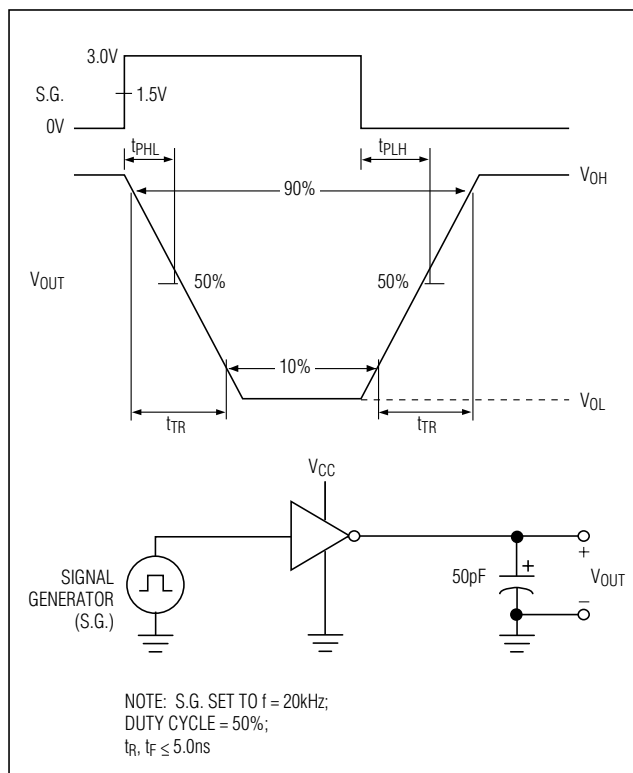 3.0V
S.G.
1.5V
0V
tPHL
tPLH
VOH
90%
VOUT
50%
50%
10%
VOL
tTR
tTR
VCC
SIGNAL
GENERATOR
(S.G.)
50pF
+
+
VOUT
−
NOTE: S.G. SET TO f = 20kHz;
DUTY CYCLE = 50%;
tR, tF ≤ 5.0ns